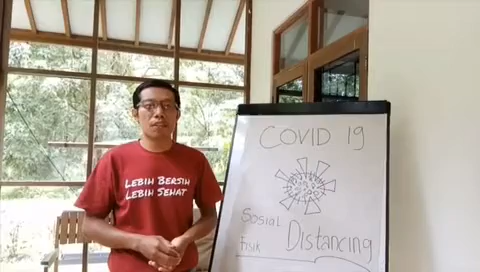 LEBIH BERSIH
LEBIH SEHAT
COVID 19
Sosial
Fisik Distancing